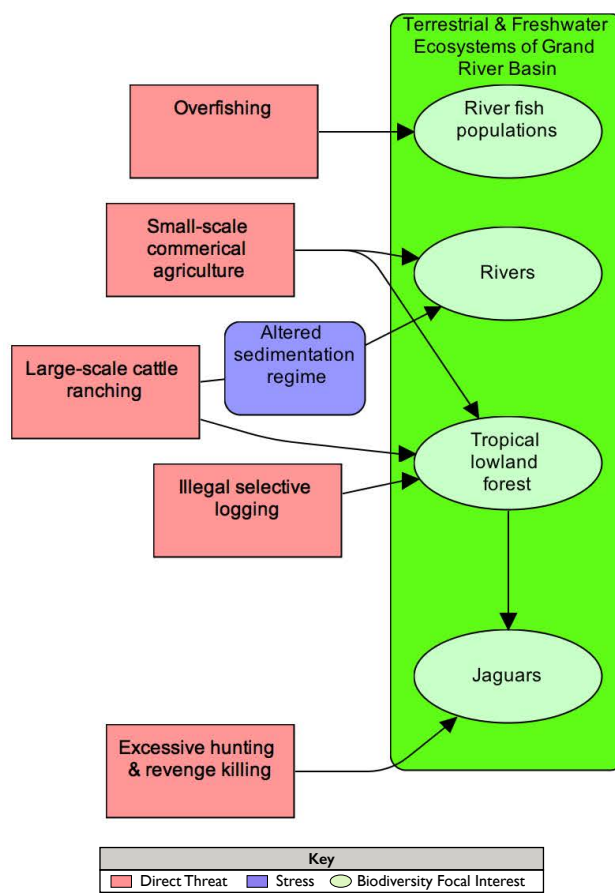 Terrestrial & Freshwater
Ecosystems of Grand
River Basin
Overfishing
River fish
populations
Small-scale
commerical
agriculture
Rivers
Altered
sedimentation
regime
Large-scale cattle
ranching
Tropical
lowland
forest
Illegal selective
logging
Jaguars
Excessive hunting
& revenge killing
Key
Direct Threat
Stress
Biodiversity Focal Interest